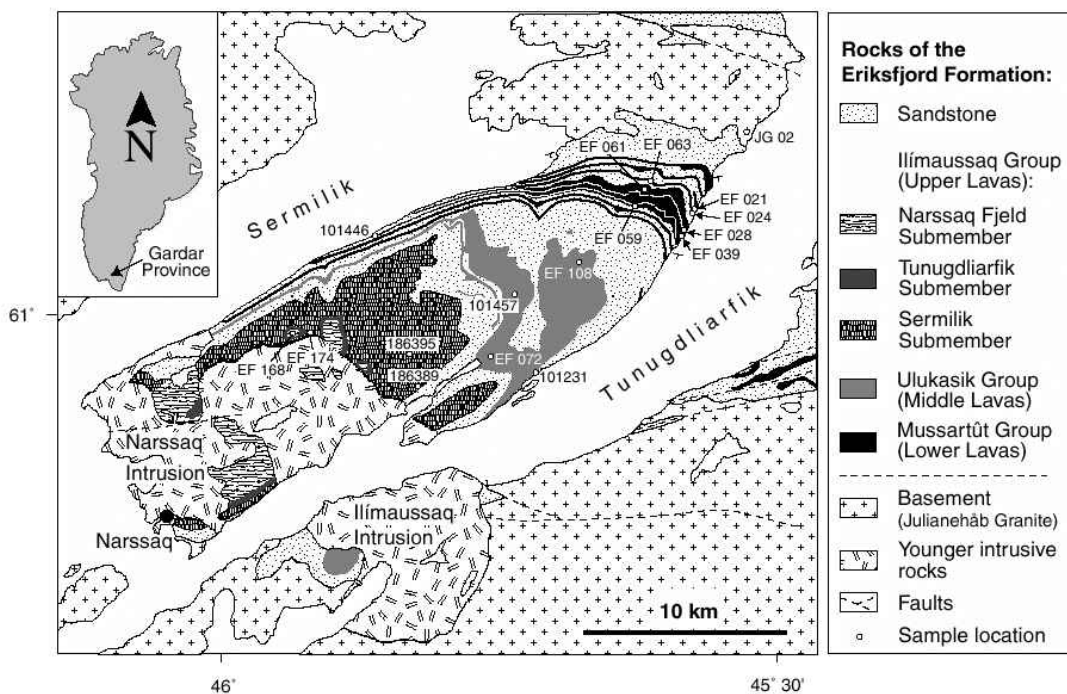 N
Gardar
Province
Sermilik
Tunugdliarfik
EF 061
EF 063
JG 02
EF 021
EF 024
EF 028
EF 039
EF 059
101446
EF 108
101457
186395
EF 174
EF 168
186389
EF 072
101231
Narssaq
Intrusion
Narssaq
Ilímaussaq
Intrusion
10 km
61°
46°
45° 30'
Rocks of the
Eriksfjord Formation:
Sandstone
Ilímaussaq Group
(Upper Lavas):
Narssaq Fjeld
Submember
Tunugdliarfik
Submember
Sermilik
Submember
Ulukasik Group
(Middle Lavas)
Mussartût Group
(Lower Lavas)
Basement
(Julianehåb Granite)
Younger intrusive
rocks
Faults
Sample location